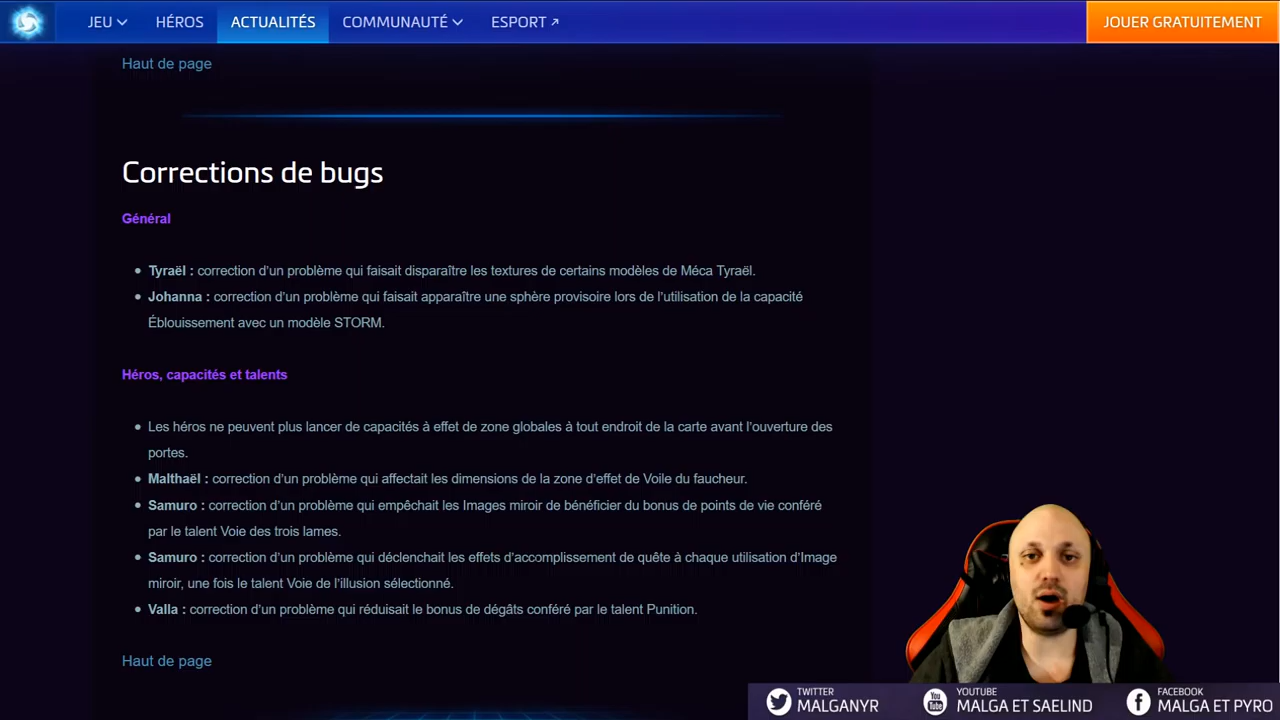 JEU HÉROS ACTUALITÉS COMMUNAUTÉ ESPORT JOUER GRATUITEMENT
Haut de page
Corrections de bugs
Général
Tyraël : correction d'un problème qui faisait disparaître les textures de certains modèles de Méca Tyraël.
Johanna : correction d'un problème qui faisait apparaître une sphère provisoire lors de l'utilisation de la capacité
Éblouissement avec un modèle STORM.
Héros, capacités et talents
Les héros ne peuvent plus lancer de capacités à effet de zone globales à tout endroit de la carte avant l'ouverture des
portes.
Malthaël : correction d'un problème qui affectait les dimensions de la zone d'effet de Voile du faucheur.
Samuro : correction d'un problème qui empêchait les Images miroir de bénéficier du bonus de points de vie conféré
par le talent Voie des trois lames.
Samuro : correction d'un problème qui déclenchait les effets d'accomplissement de quête à chaque utilisation d'Image
miroir, une fois le talent Voie de l'illusion sélectionné.
Valla : correction d'un problème qui réduisait le bonus de dégâts conféré par le talent Punition.
Haut de page
TWITTER
MALGANYR
You Tube
YOUTUBE
MALGA ET SAELIND
FACEBOOK
MALGA ET PYRO